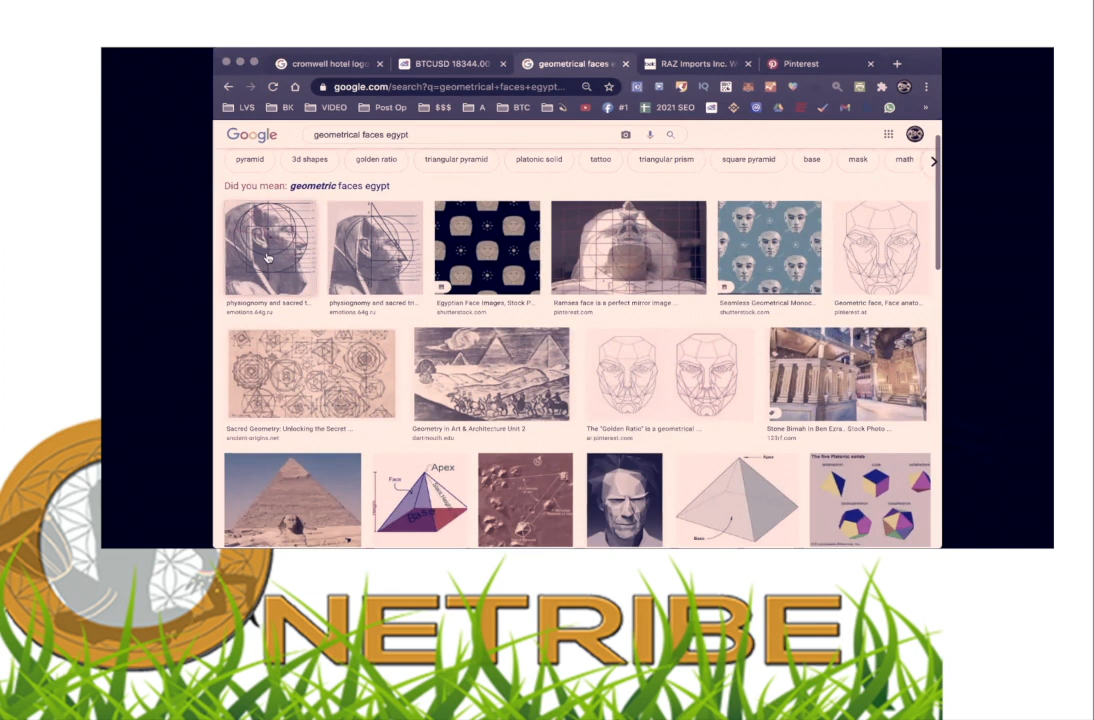 cromwell hotel logo
BTCUSD 18344.00
geometrical faces e
RAZ Imports Inc. W
Pinterest
google.com/search?q=geometrical+faces+egypt...
LVS
BK
VIDEO
Post Op
$$$
A
BTC
#1
2021 SEO
Google
geometrical faces egypt
pyramid
3d shapes
golden ratio
triangular pyramid
platonic solid
tattoo
triangular prism
square pyramid
base
mask
math
Did you mean: geometric faces egypt
physiognomy and sacred t...
emotions.64g.ru
physiognomy and sacred tri...
emotions.64g.ru
Egyptian Face Images, Stock P...
shutterstock.com
Ramses face is a perfect mirror image ...
pinterest.com
Seamless Geometrical Monoc...
shutterstock.com
Geometric face, Face anato...
pinterest.at
Sacred Geometry: Unlocking the Secret ...
ancient-origins.net
Geometry in Art & Architecture Unit 2
dartmouth.edu
The "Golden Ratio" is a geometrical ...
ar.pinterest.com
Stone Bimah in Ben Ezra.. Stock Photo ...
123rf.com
Apex
Face
Base
Apex
Base
The five Platonic solids
NETRIBE